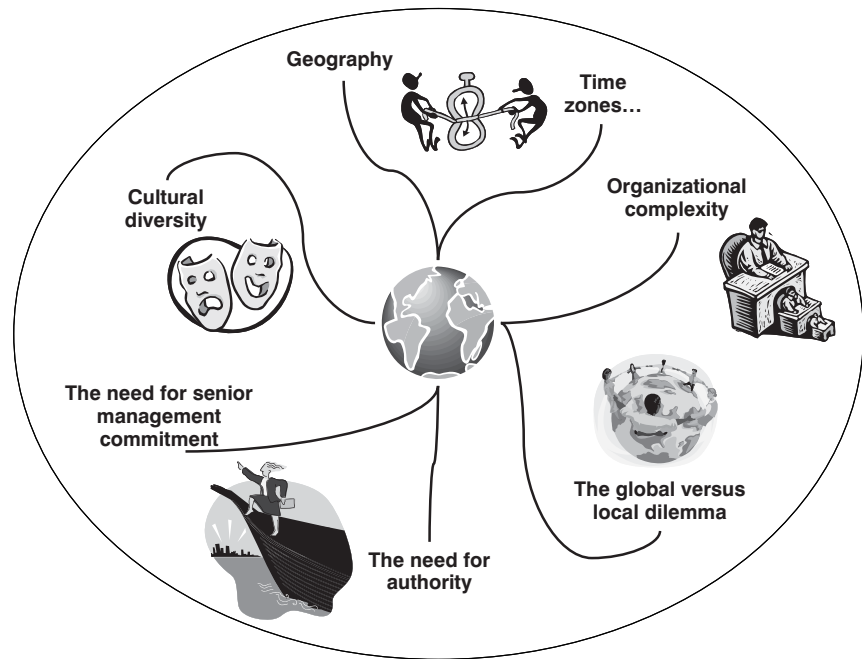 Geography
Time
zones…
Organizational
complexity
Cultural
diversity
The need for senior
management
commitment
The global versus
local dilemma
The need for
authority